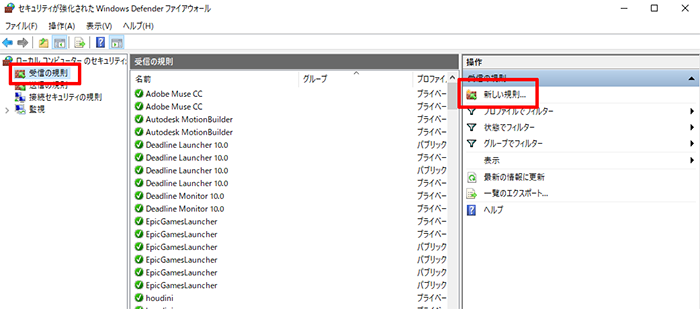 セキュリティが強化された Windows Defender ファイアウォール
ファイル(F) 操作(A) 表示(V) ヘルプ(H)
ローカル コンピューター のセキュリティ
受信の規則
送信の規則
接続セキュリティの規則
監視
受信の規則
名前 グループ プロファイ
Adobe Muse CC プライベー
Adobe Muse CC プライベー
Autodesk MotionBuilder プライベー
Autodesk MotionBuilder プライベー
Deadline Launcher 10.0 パブリック
Deadline Launcher 10.0 パブリック
Deadline Launcher 10.0 プライベー
Deadline Launcher 10.0 プライベー
Deadline Monitor 10.0 プライベー
Deadline Monitor 10.0 プライベー
EpicGamesLauncher プライベー
EpicGamesLauncher プライベー
EpicGamesLauncher パブリック
EpicGamesLauncher パブリック
EpicGamesLauncher パブリック
EpicGamesLauncher パブリック
houdini プライベー
操作
受信の規則
新しい規則...
プロファイルでフィルター
状態でフィルター
グループでフィルター
表示
最新の情報に更新
一覧のエクスポート...
ヘルプ